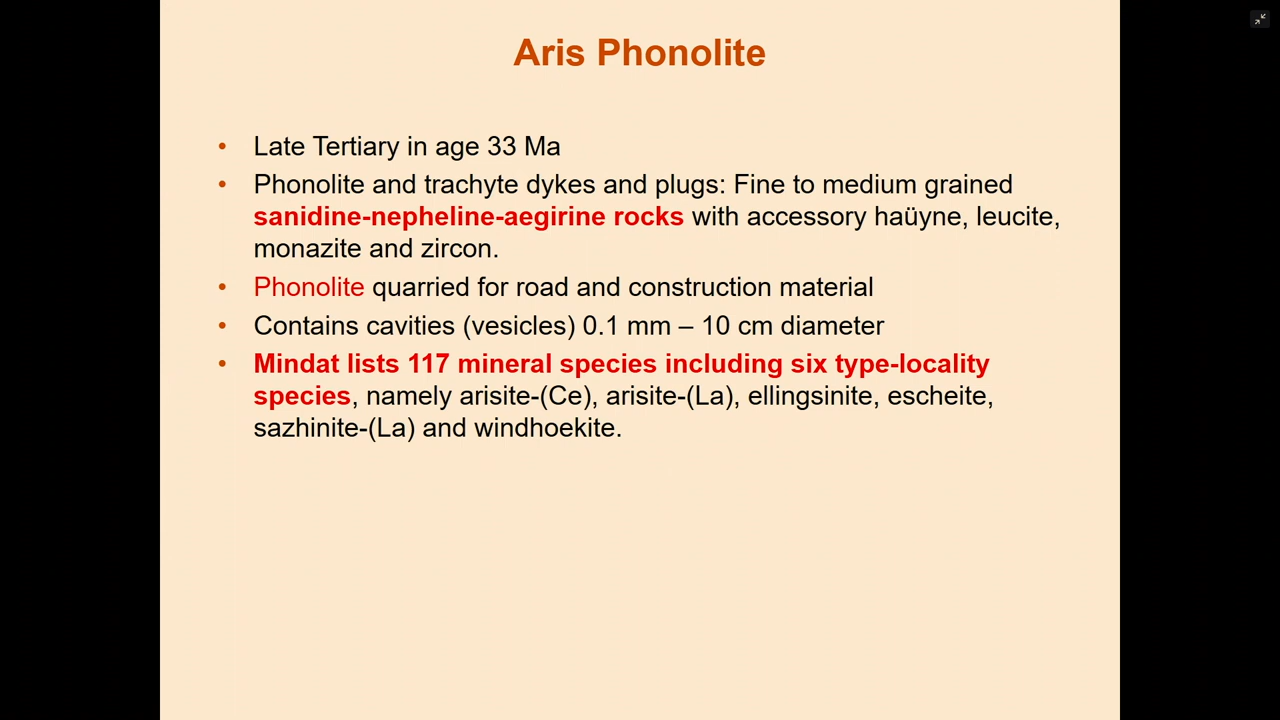 Aris Phonolite
• Late Tertiary in age 33 Ma
• Phonolite and trachyte dykes and plugs: Fine to medium grained
sanidine-nepheline-aegirine rocks with accessory haüyne, leucite,
monazite and zircon.
• Phonolite quarried for road and construction material
• Contains cavities (vesicles) 0.1 mm – 10 cm diameter
• Mindat lists 117 mineral species including six type-locality
species, namely arisite-(Ce), arisite-(La), ellingsinite, escheite,
sazhinite-(La) and windhoekite.